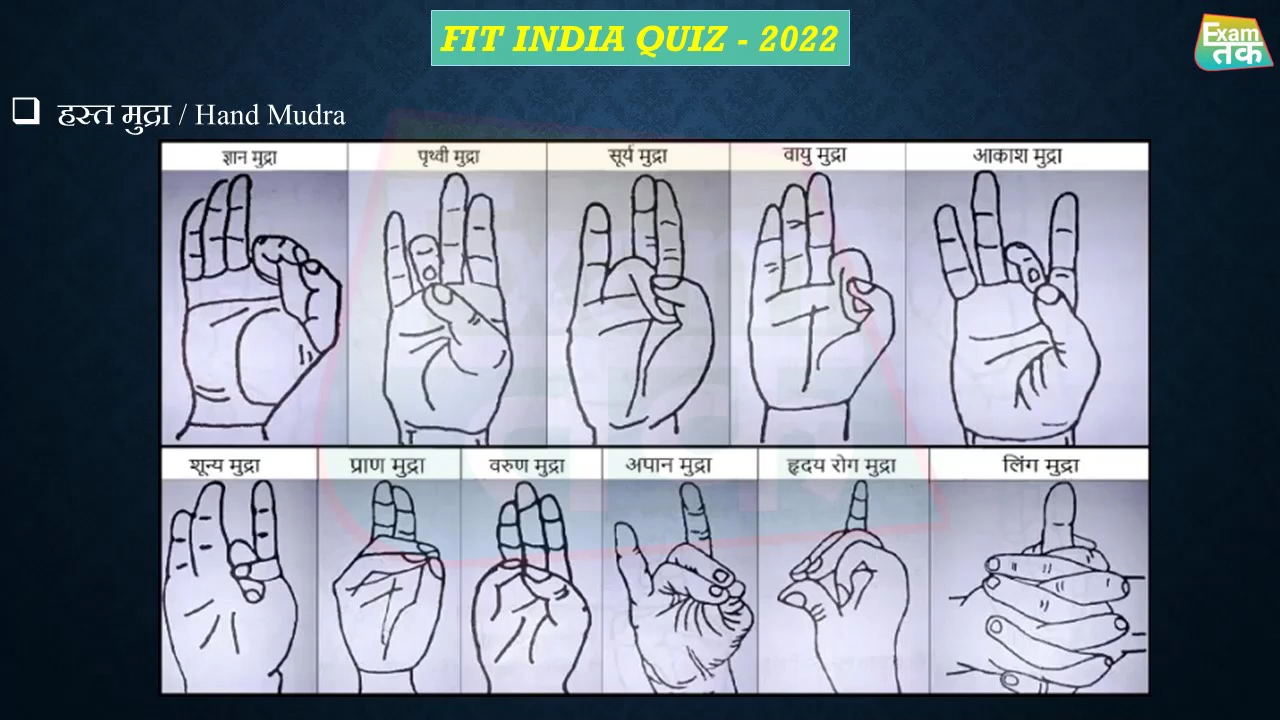 FIT INDIA QUIZ - 2022
Exam
तक
हस्त मुद्रा / Hand Mudra
ज्ञान मुद्रा
पृथ्वी मुद्रा
सूर्य मुद्रा
वायु मुद्रा
आकाश मुद्रा
शून्य मुद्रा
प्राण मुद्रा
वरुण मुद्रा
अपान मुद्रा
हृदय रोग मुद्रा
लिंग मुद्रा